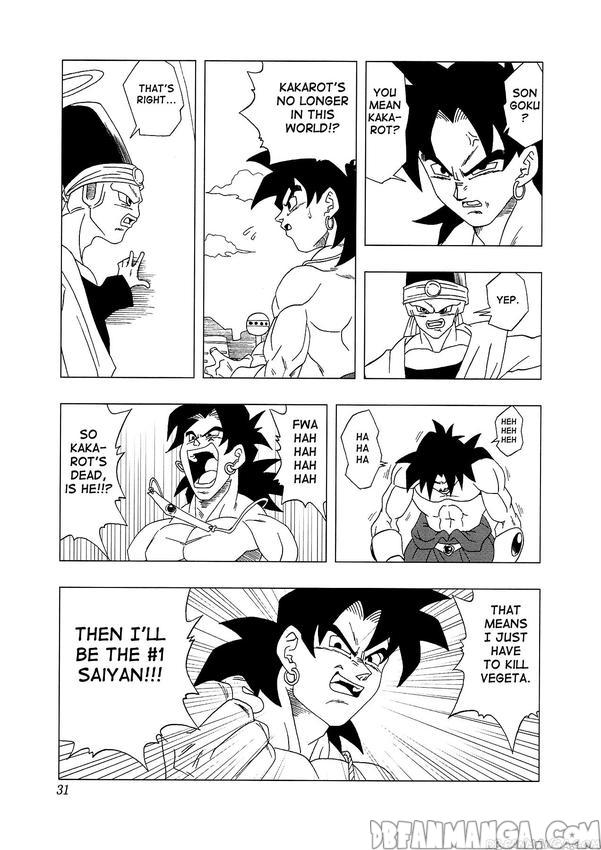 SON
GOKU
?
YOU
MEAN
KAKA-
ROT?
YEP.
KAKAROT'S
NO LONGER
IN THIS
WORLD!?
THAT'S
RIGHT...
HEH
HEH
HEH
HA
HA
HA
FWA
HAH
HAH
HAH
HAH
SO
KAKA-
ROT'S
DEAD,
IS HE!!?
THAT
MEANS
I JUST
HAVE
TO KILL
VEGETA.
THEN I'LL
BE THE #1
SAIYAN!!!
31
DBFANMANGA.COM